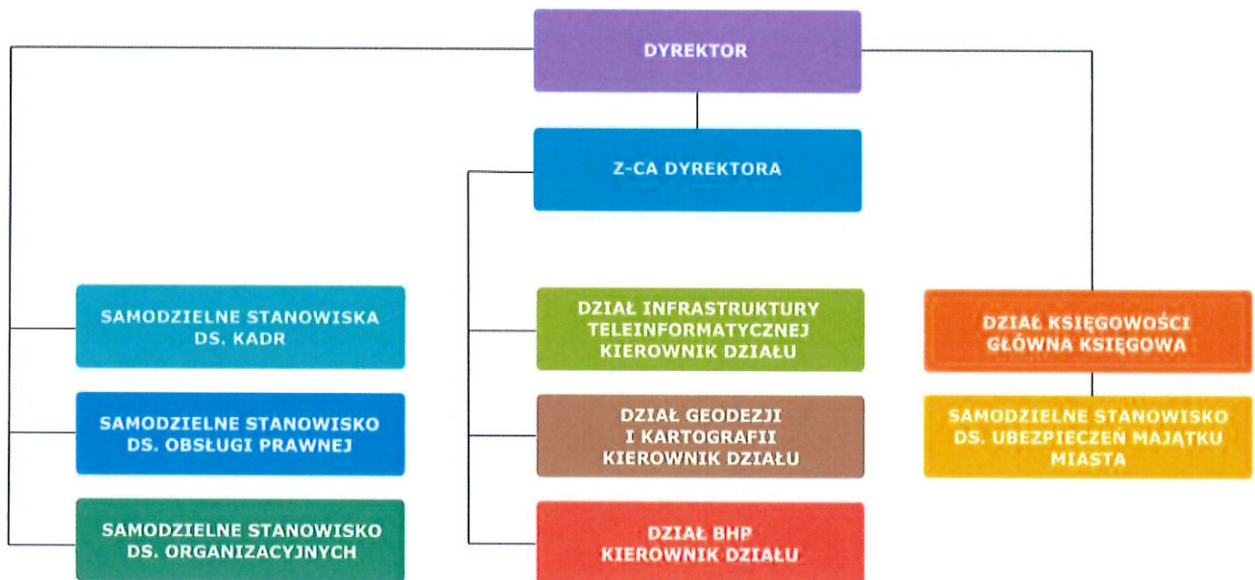 DYREKTOR
Z-CA DYREKTORA
SAMODZIELNE STANOWISKA
DS. KADR
SAMODZIELNE STANOWISKO
DS. OBSŁUGI PRAWNEJ
SAMODZIELNE STANOWISKO
DS. ORGANIZACYJNYCH
DZIAŁ INFRASTRUKTURY
TELEINFORMATYCZNEJ
KIEROWNIK DZIAŁU
DZIAŁ GEODEZJI
I KARTOGRAFII
KIEROWNIK DZIAŁU
DZIAŁ BHP
KIEROWNIK DZIAŁU
DZIAŁ KSIĘGOWOŚCI
GŁÓWNA KSIĘGOWA
SAMODZIELNE STANOWISKO
DS. UBEZPIECZEŃ MAJĄTKU
MIASTA